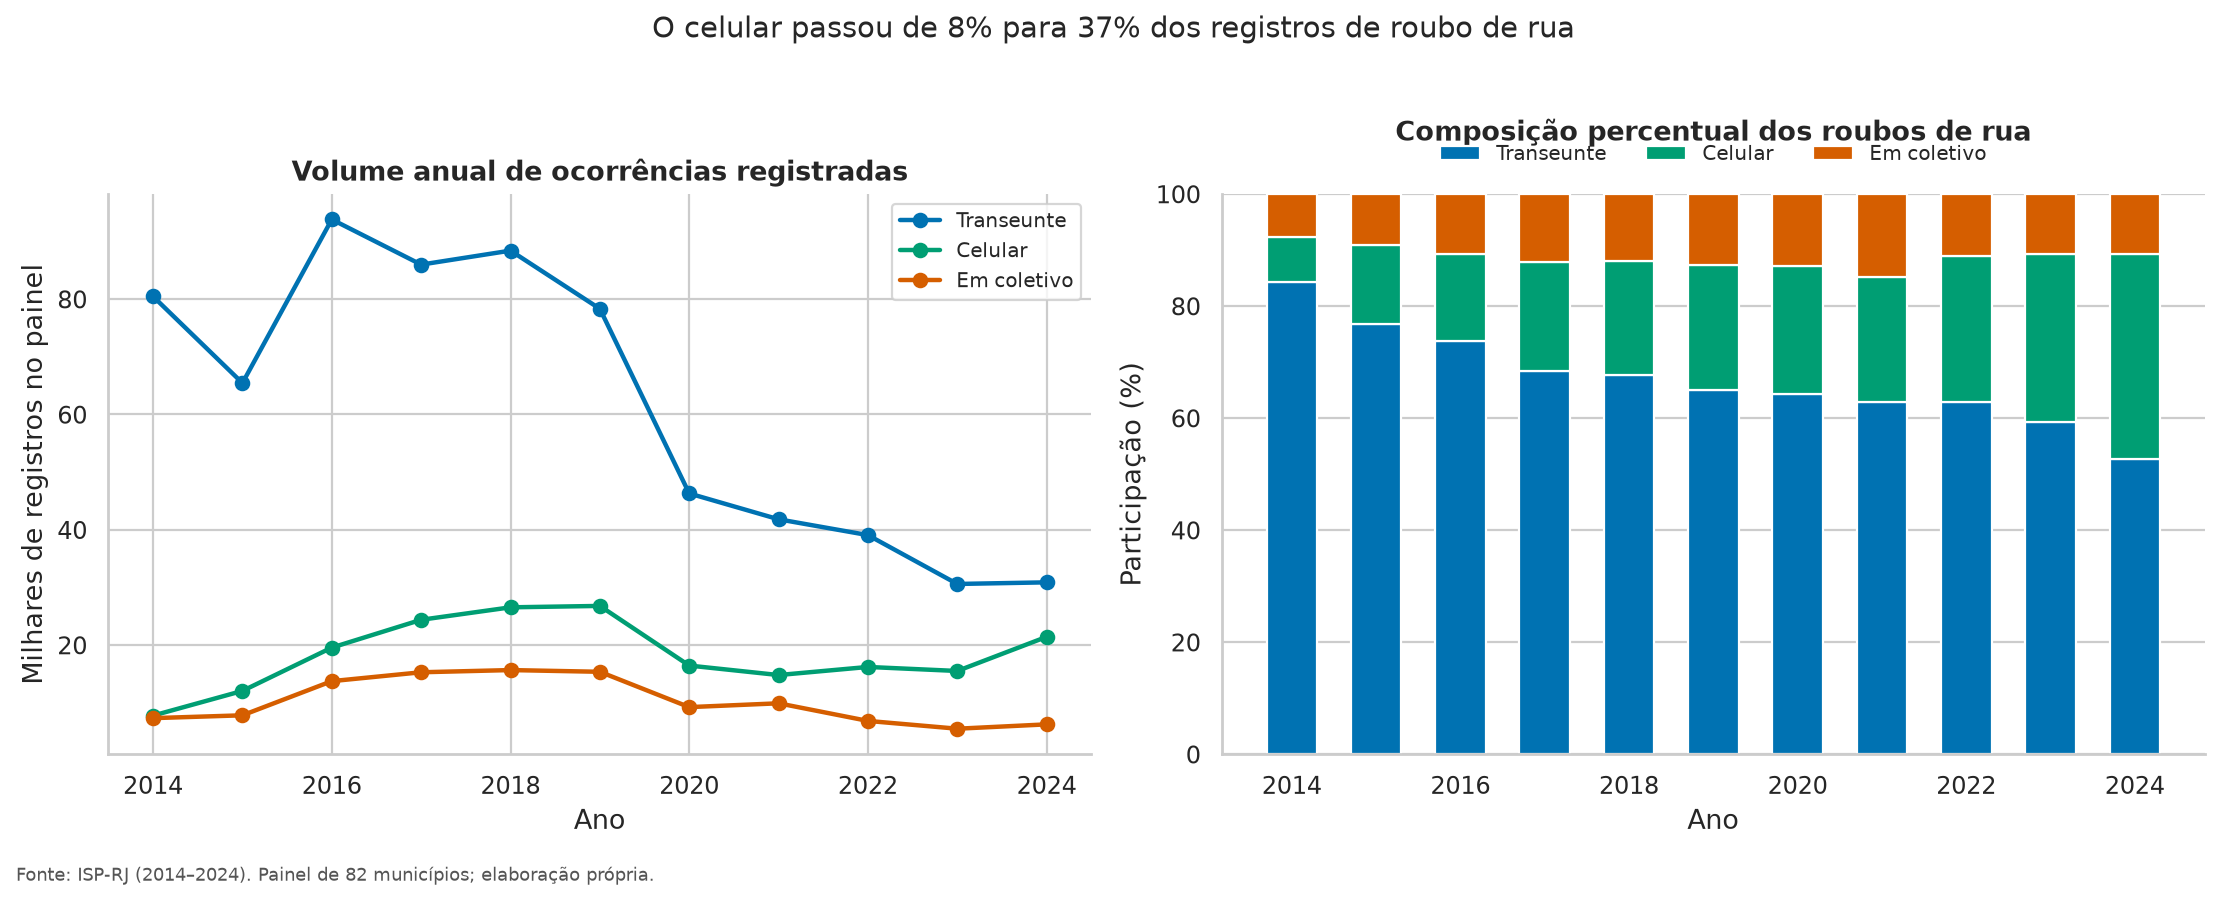 O celular passou de 8% para 37% dos registros de roubo de rua
Volume anual de ocorrências registradas
Milhares de registros no painel
80
60
40
20
Transeunte
Celular
Em coletivo
2014 2016 2018 2020 2022 2024
Ano
Composição percentual dos roubos de rua
Transeunte Celular Em coletivo
Participação (%)
100
80
60
40
20
0
2014 2016 2018 2020 2022 2024
Ano
Fonte: ISP-RJ (2014–2024). Painel de 82 municípios; elaboração própria.